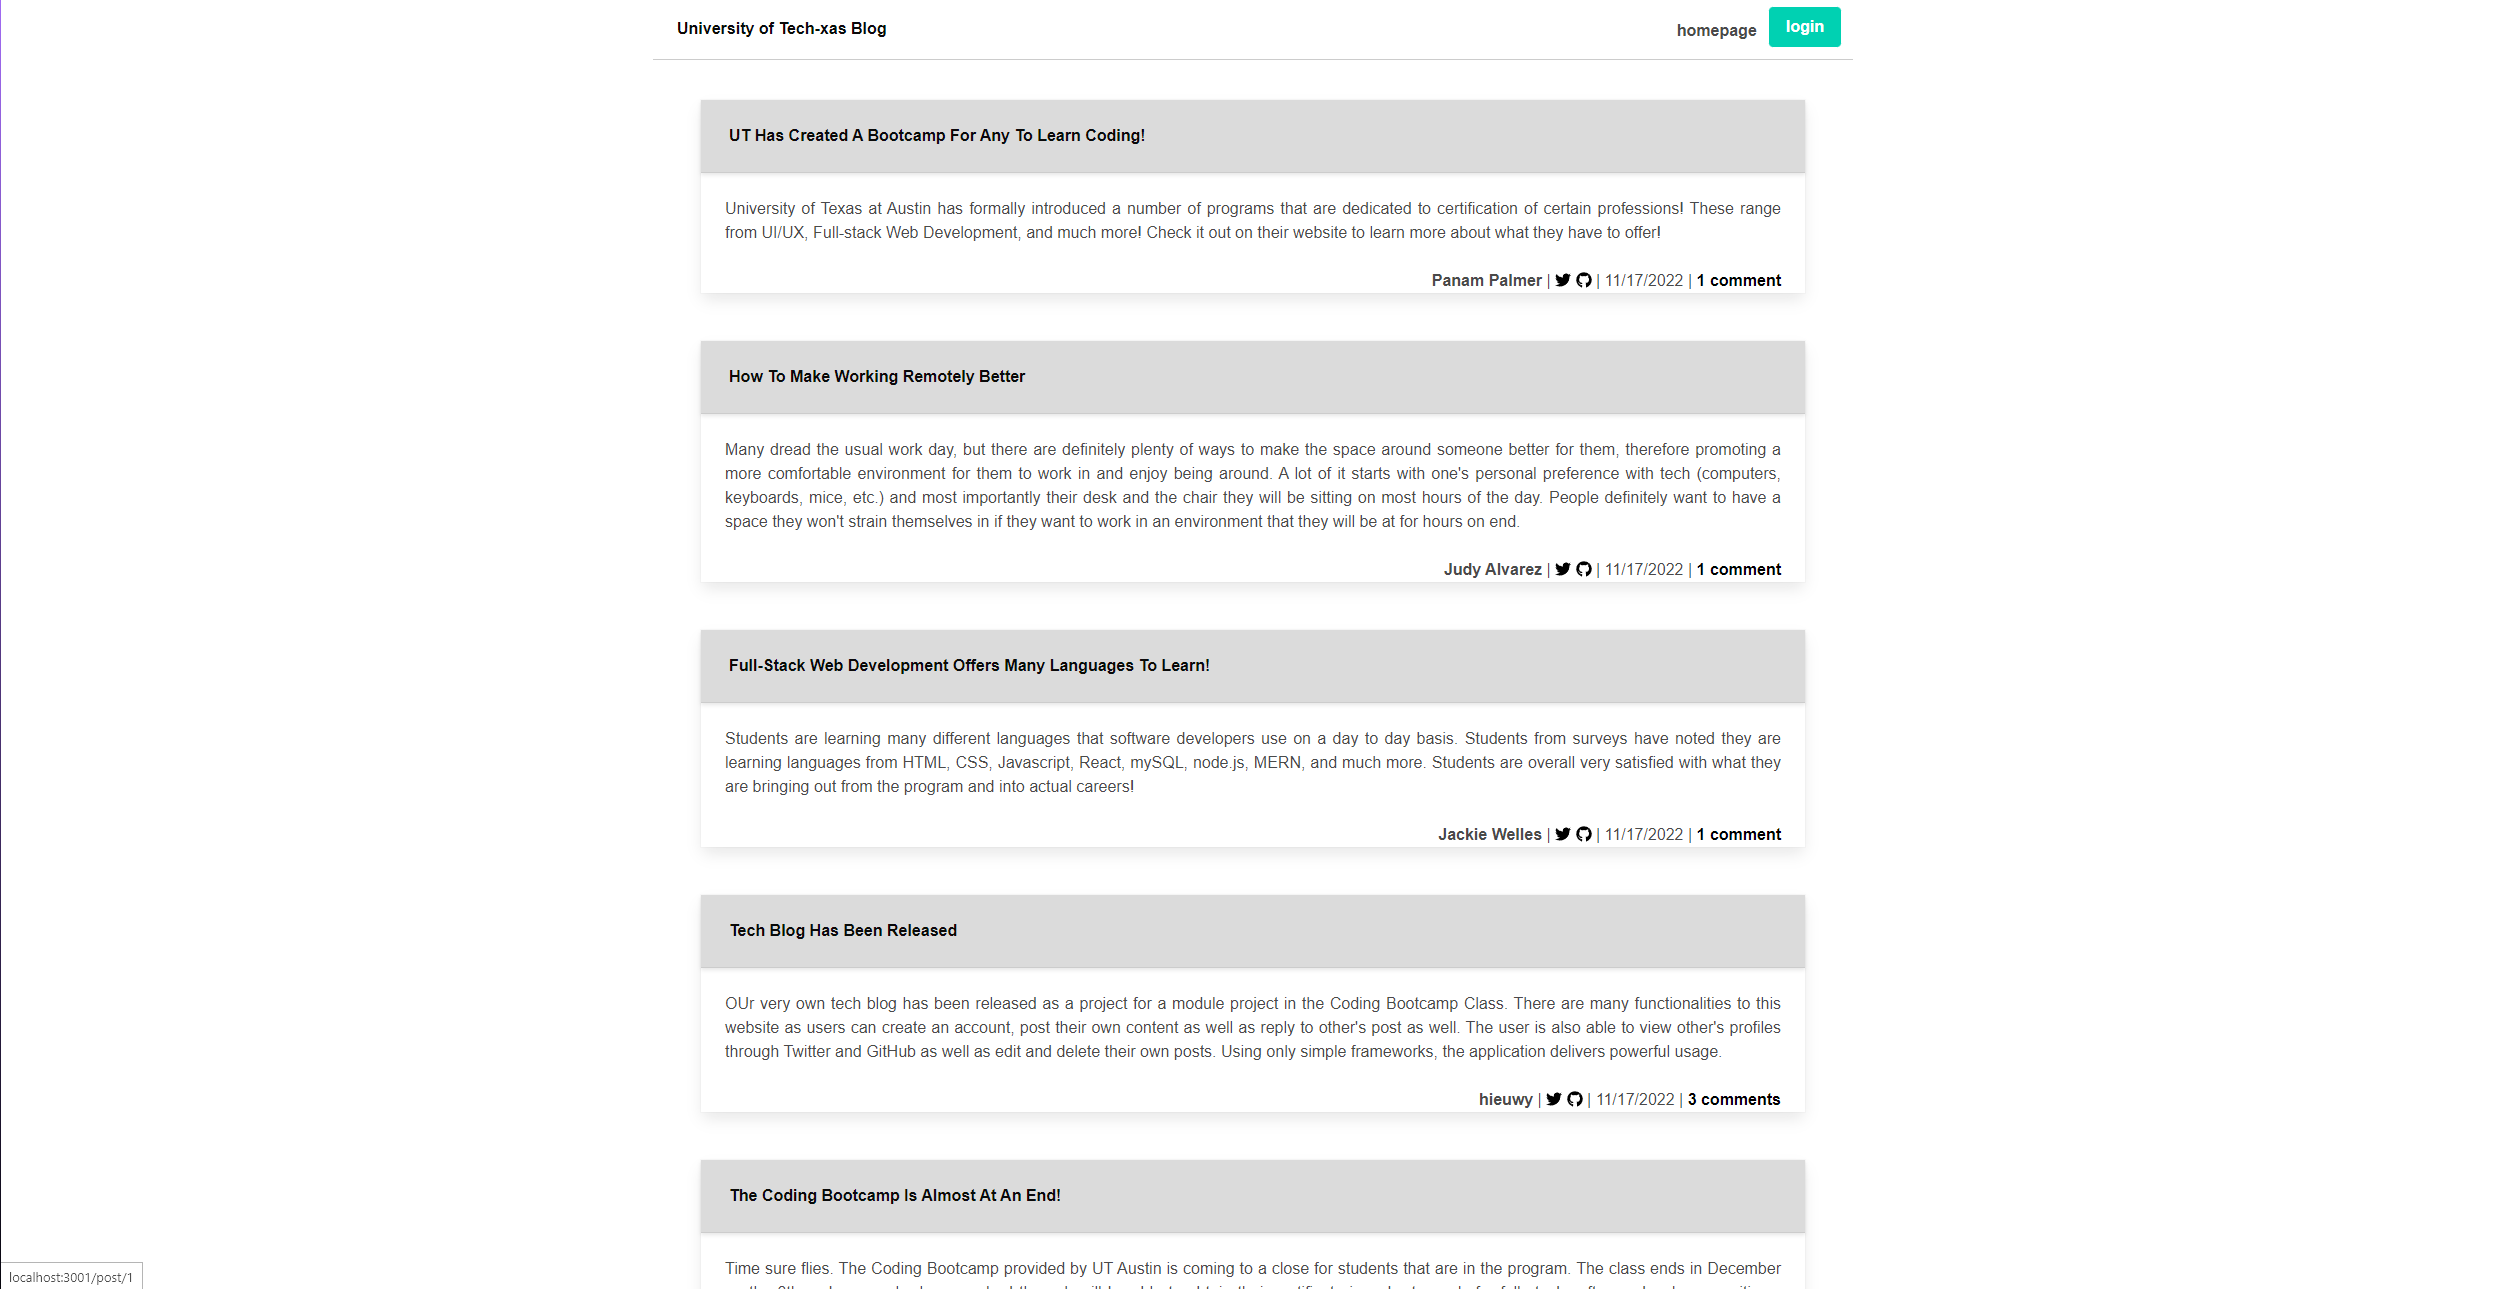 University of Tech-xas Blog
homepage
login
UT Has Created A Bootcamp For Any To Learn Coding!
University of Texas at Austin has formally introduced a number of programs that are dedicated to certification of certain professions! These range
from UI/UX, Full-stack Web Development, and much more! Check it out on their website to learn more about what they have to offer!
Panam Palmer | | 11/17/2022 | 1 comment
How To Make Working Remotely Better
Many dread the usual work day, but there are definitely plenty of ways to make the space around someone better for them, therefore promoting a
more comfortable environment for them to work in and enjoy being around. A lot of it starts with one's personal preference with tech (computers,
keyboards, mice, etc.) and most importantly their desk and the chair they will be sitting on most hours of the day. People definitely want to have a
space they won't strain themselves in if they want to work in an environment that they will be at for hours on end.
Judy Alvarez | | 11/17/2022 | 1 comment
Full-Stack Web Development Offers Many Languages To Learn!
Students are learning many different languages that software developers use on a day to day basis. Students from surveys have noted they are
learning languages from HTML, CSS, Javascript, React, mySQL, node.js, MERN, and much more. Students are overall very satisfied with what they
are bringing out from the program and into actual careers!
Jackie Welles | | 11/17/2022 | 1 comment
Tech Blog Has Been Released
OUr very own tech blog has been released as a project for a module project in the Coding Bootcamp Class. There are many functionalities to this
website as users can create an account, post their own content as well as reply to other's post as well. The user is also able to view other's profiles
through Twitter and GitHub as well as edit and delete their own posts. Using only simple frameworks, the application delivers powerful usage.
hieuwy | | 11/17/2022 | 3 comments
The Coding Bootcamp Is Almost At An End!
Time sure flies. The Coding Bootcamp provided by UT Austin is coming to a close for students that are in the program. The class ends in December
localhost:3001/post/1